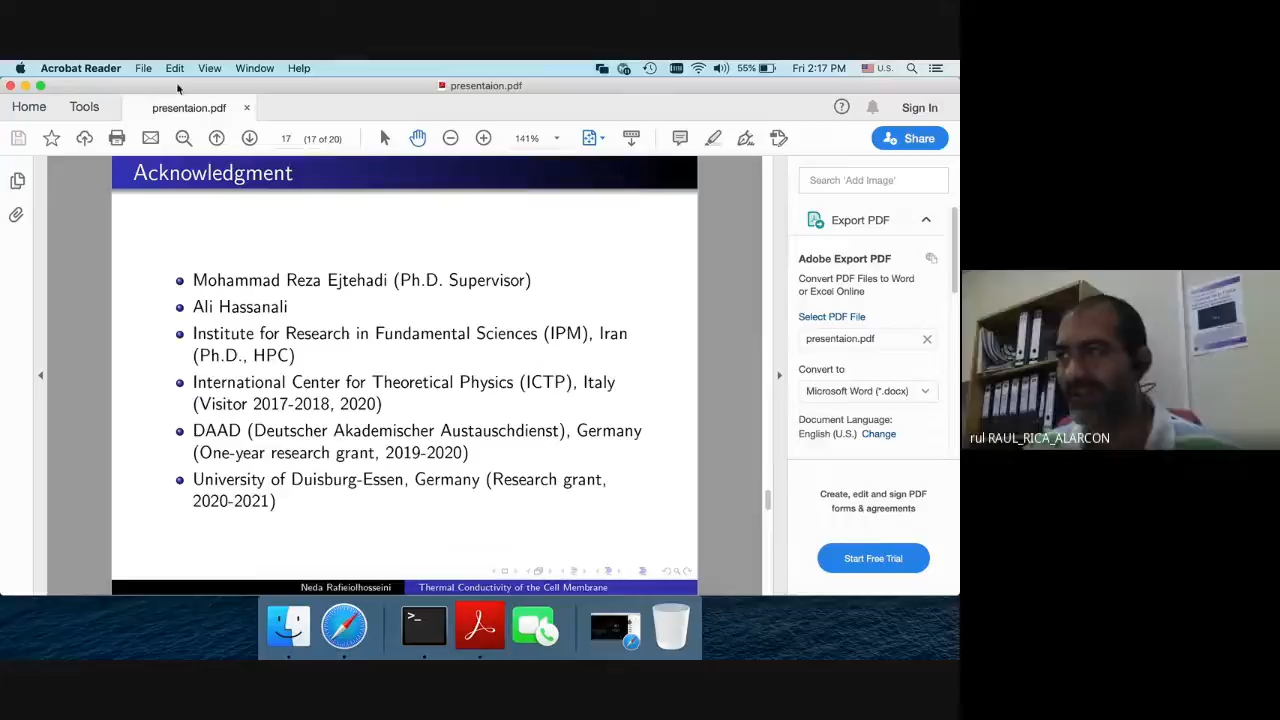 Acrobat Reader File Edit View Window Help 55% Fri 2:17 PM U.S.
presentaion.pdf
Home Tools presentaion.pdf × Sign In
17 (17 of 20) 141% Share
Acknowledgment
Mohammad Reza Ejtehadi (Ph.D. Supervisor)
Ali Hassanali
Institute for Research in Fundamental Sciences (IPM), Iran
(Ph.D., HPC)
International Center for Theoretical Physics (ICTP), Italy
(Visitor 2017-2018, 2020)
DAAD (Deutscher Akademischer Austauschdienst), Germany
(One-year research grant, 2019-2020)
University of Duisburg-Essen, Germany (Research grant,
2020-2021)
Neda Rafieiolhosseini Thermal Conductivity of the Cell Membrane
Search 'Add Image'
Export PDF
Adobe Export PDF
Convert PDF Files to Word
or Excel Online
Select PDF File
presentaion.pdf
Convert to
Microsoft Word (*.docx)
Document Language:
English (U.S.) Change
Create, edit and sign PDF
forms & agreements
Start Free Trial
rul RAUL_RICA_ALARCON